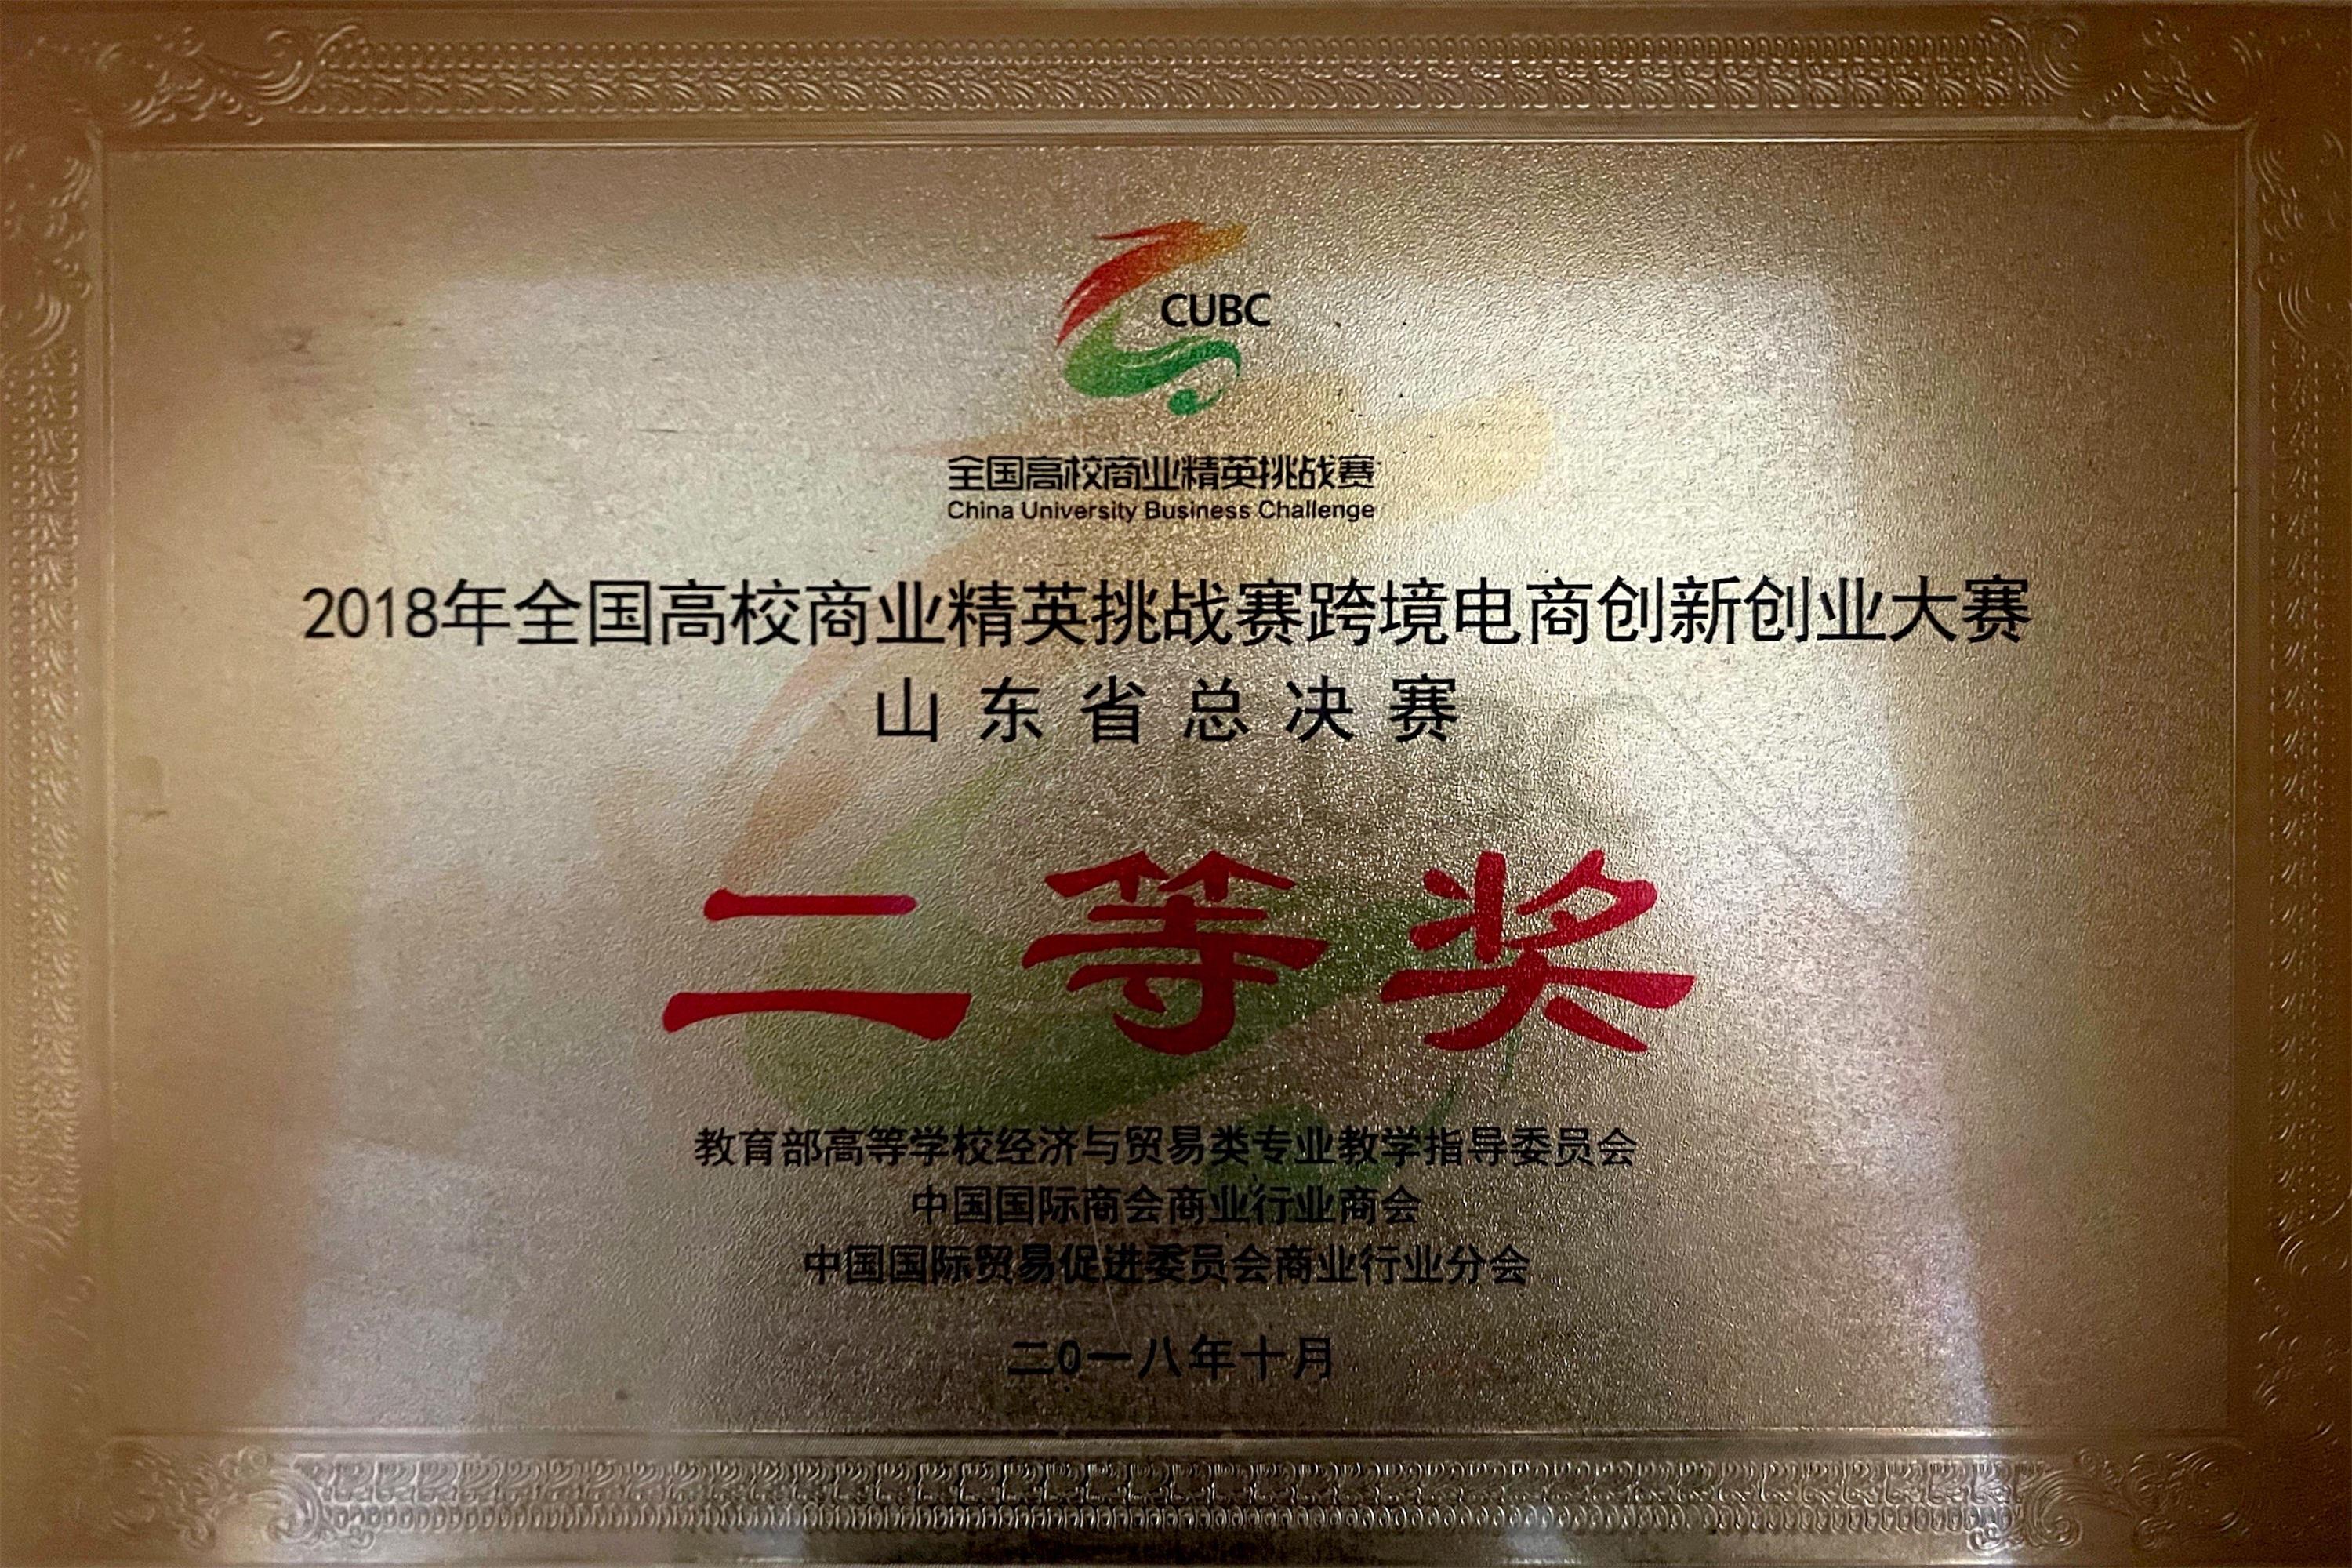 CUBC
全国高校商业精英挑战赛
China University Business Challenge
2018年全国高校商业精英挑战赛跨境电商创新创业大赛
山东省总决赛
二等奖
教育部高等学校经济与贸易类专业教学指导委员会
中国国际商会商业行业商会
中国国际贸易促进委员会商业行业分会
二0一八年十月